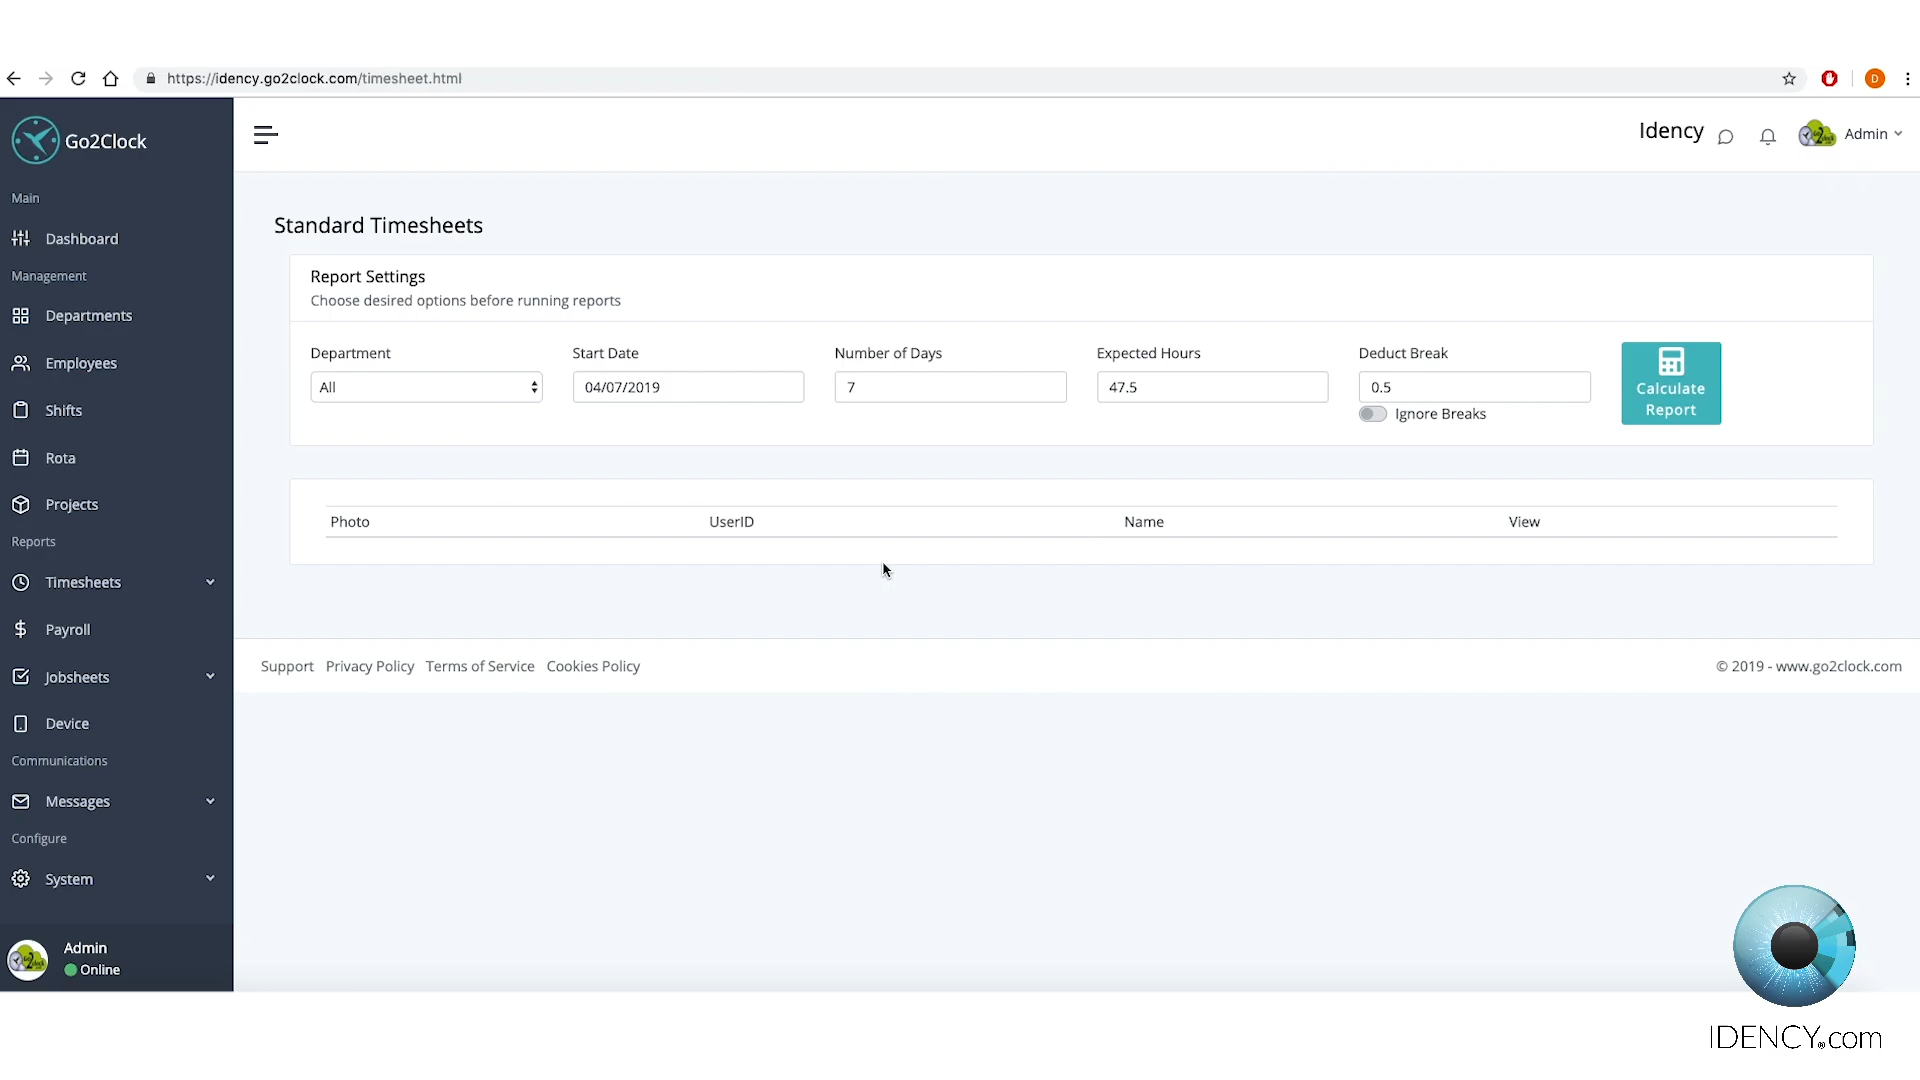 https://idency.go2clock.com/timesheet.html
D
Go2Clock
Idency
Admin
Main
Dashboard
Management
Departments
Employees
Shifts
Rota
Projects
Reports
Timesheets
Payroll
Jobsheets
Device
Communications
Messages
Configure
System
Admin
Online
Standard Timesheets
Report Settings
Choose desired options before running reports
Department Start Date Number of Days Expected Hours Deduct Break
All 04/07/2019 7 47.5 0.5
Ignore Breaks
Calculate
Report
Photo UserID Name View
Support Privacy Policy Terms of Service Cookies Policy
© 2019 - www.go2clock.com
IDENCY®.com